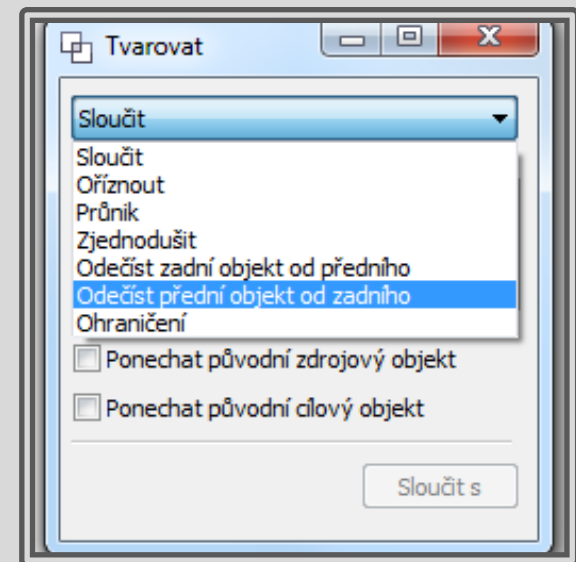 Tvarovat
Sloučit
Sloučit
Oříznout
Průnik
Zjednodušit
Odečíst zadní objekt od předního
Odečíst přední objekt od zadního
Ohraničení
Ponechat původní zdrojový objekt
Ponechat původní cílový objekt
Sloučit s